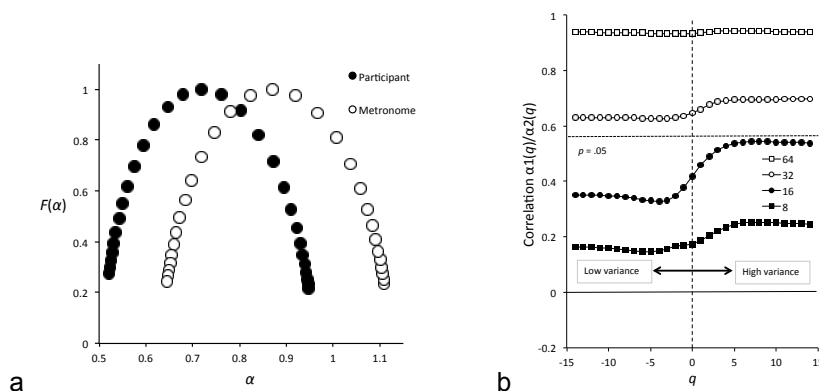 Participant
Metronome
F(α)
1
0.8
0.6
0.4
0.2
0
0.5 0.6 0.7 0.8 0.9 1 1.1
α
a
Correlation α1(q)/α2(q)
1
0.8
0.6
0.4
0.2
0
-0.2
p = .05
64
32
16
8
Low variance
High variance
-15 -10 -5 0 5 10 15
q
b